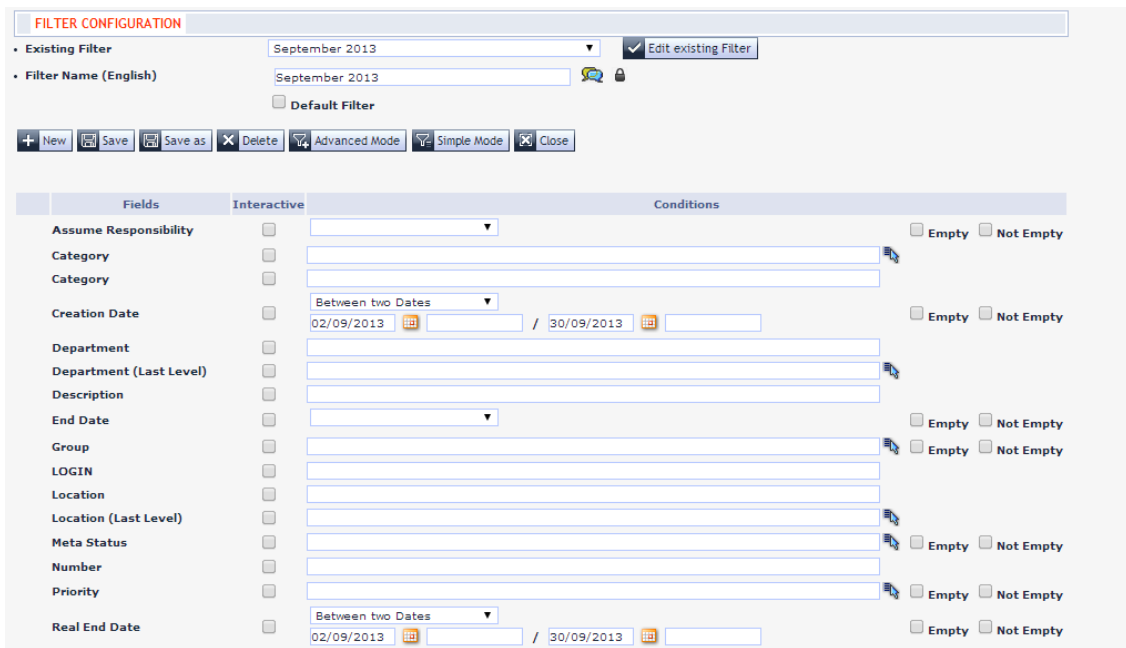 FILTER CONFIGURATION
• Existing Filter September 2013 ▼ Edit existing Filter
• Filter Name (English) September 2013
Default Filter
New Save Save as Delete Advanced Mode Simple Mode Close
Fields Interactive Conditions
Assume Responsibility ▼ Empty Not Empty
Category
Category
Between two Dates ▼
Creation Date Empty Not Empty
02/09/2013 / 30/09/2013
Department
Department (Last Level)
Description
End Date ▼ Empty Not Empty
Group Empty Not Empty
LOGIN
Location
Location (Last Level)
Meta Status Empty Not Empty
Number
Priority Empty Not Empty
Between two Dates ▼
Real End Date Empty Not Empty
02/09/2013 / 30/09/2013